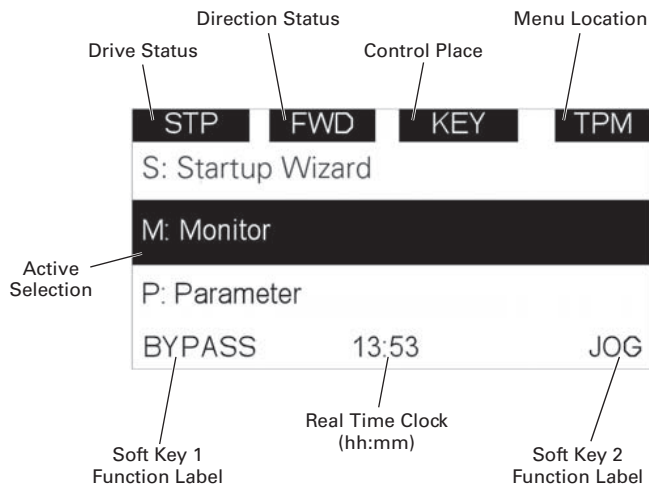 Direction Status
Menu Location
Drive Status
Control Place
STP FWD KEY TPM
S: Startup Wizard
M: Monitor
Active
Selection
P: Parameter
BYPASS 13:53 JOG
Real Time Clock
(hh:mm)
Soft Key 1
Function Label
Soft Key 2
Function Label